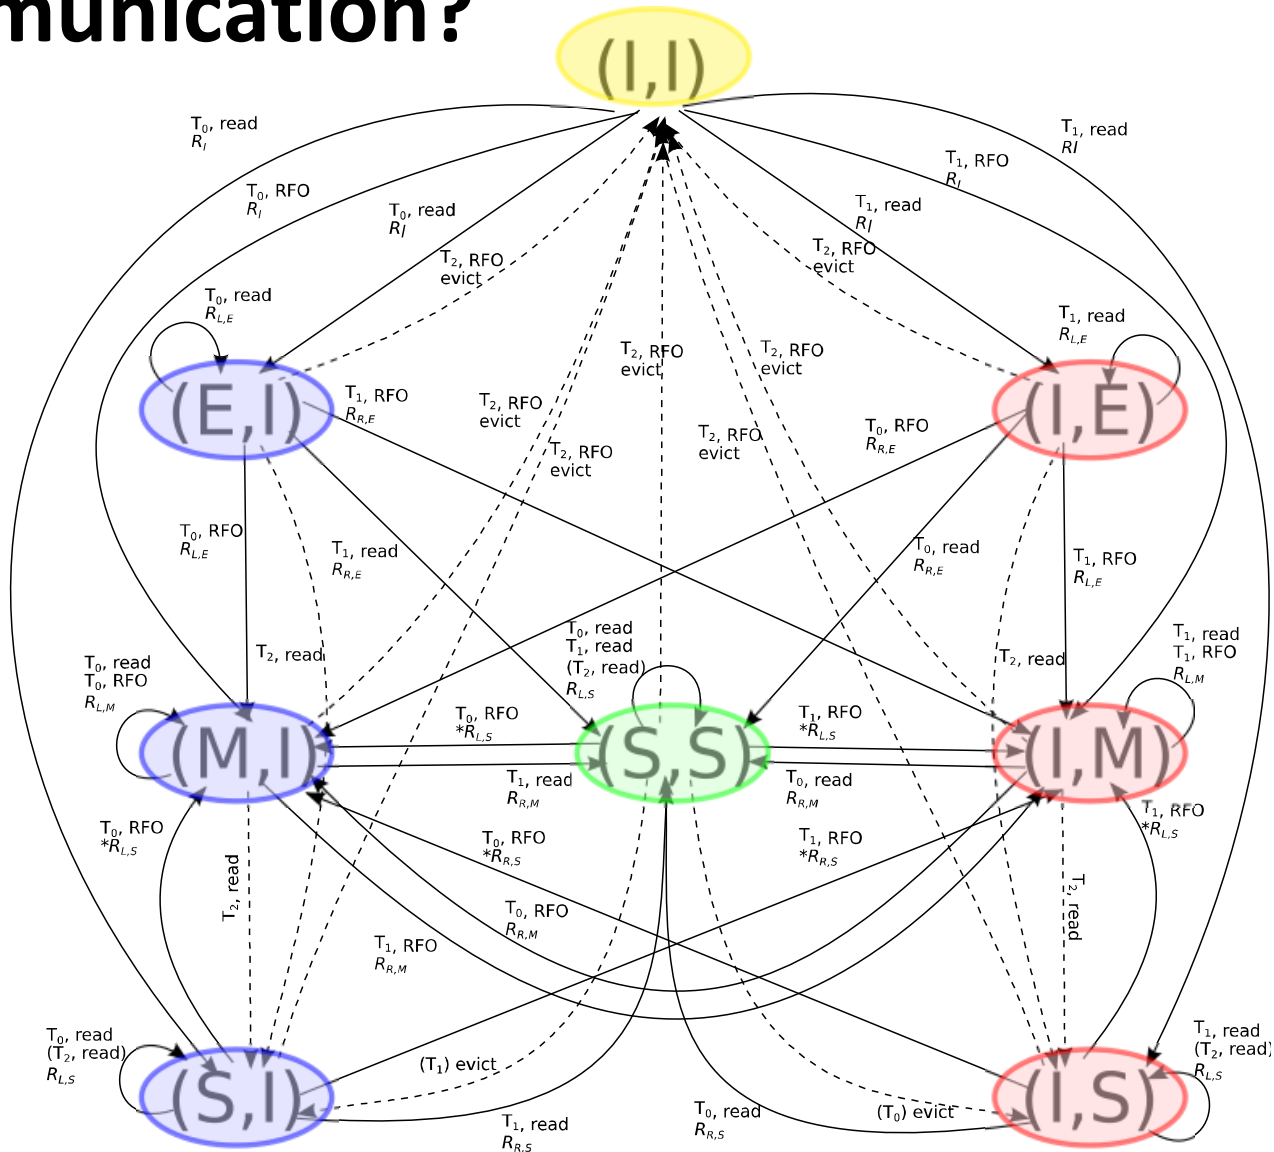 munication?
(I,I)
T0, read
RI
T1, read
RI
T0, RFO
RI
T1, RFO
RI
T0, read
RI
T1, read
RI
T2, RFO
evict
T2, RFO
evict
T0, read
RL,E
T1, read
RL,E
(E,I)
(I,E)
T1, RFO
RR,E
T2, RFO
evict
T2, RFO
evict
T2, RFO
evict
T2, RFO
evict
T2, RFO
evict
T0, RFO
RR,E
T0, RFO
RL,E
T1, read
RR,E
T0, read
RR,E
T1, RFO
RL,E
T2, read
T2, read
T0, read
T1, read
(T2, read)
RL,S
T0, read
T0, RFO
RL,M
T1, read
T1, RFO
RL,M
(M,I)
(S,S)
(I,M)
T0, RFO
*RL,S
T1, RFO
*RL,S
T1, read
RR,M
T0, read
RR,M
T0, RFO
*RL,S
T0, RFO
*RR,S
T1, RFO
*RR,S
T1, RFO
*RL,S
T2, read
T2, read
T0, RFO
RR,M
T1, RFO
RR,M
T0, read
(T2, read)
RL,S
T1, read
(T2, read)
RL,S
(S,I)
(I,S)
(T1) evict
(T0) evict
T1, read
RR,S
T0, read
RR,S